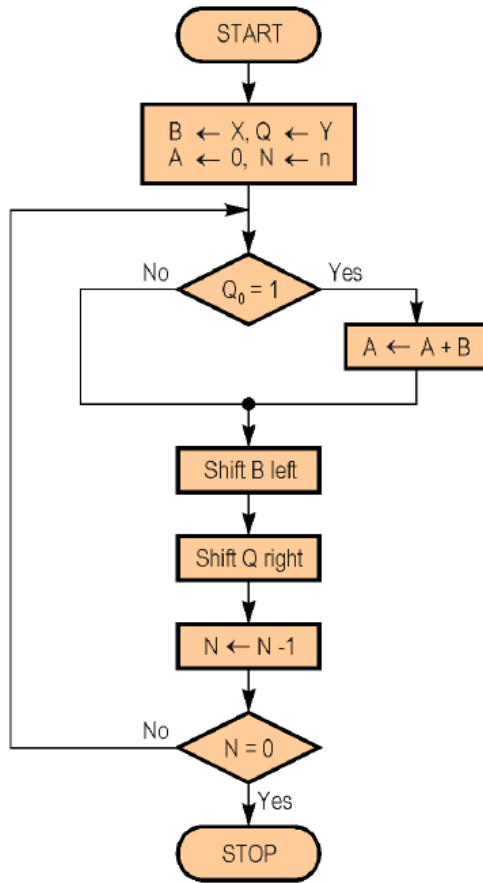 START
B ← X, Q ← Y
A ← 0, N ← n
No
Q₀ = 1
Yes
A ← A + B
Shift B left
Shift Q right
N ← N -1
No
N = 0
Yes
STOP